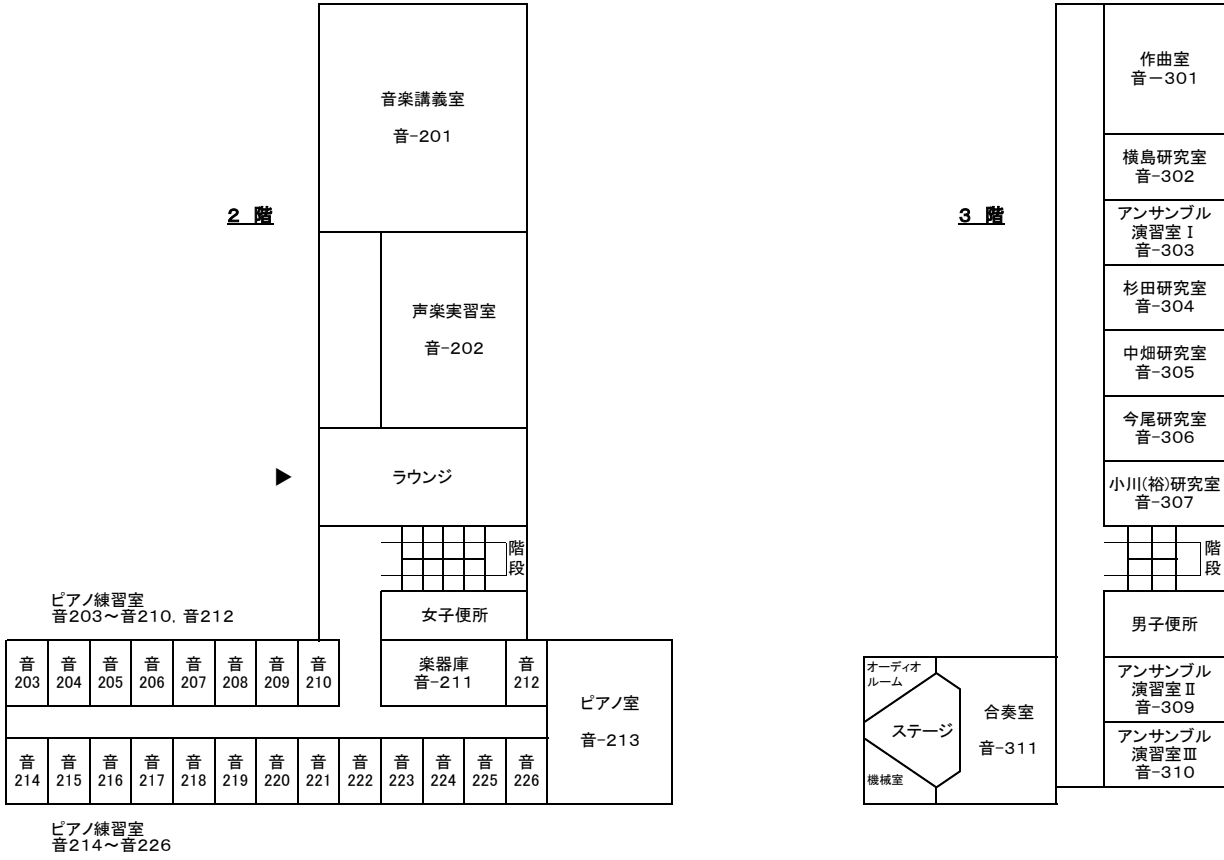 ２ 階
音楽講義室
音-201
声楽実習室
音-202
ラウンジ
階
段
女子便所
ピアノ練習室
音203～音210, 音212
音
203
音
204
音
205
音
206
音
207
音
208
音
209
音
210
楽器庫
音-211
音
212
ピアノ室
音-213
音
214
音
215
音
216
音
217
音
218
音
219
音
220
音
221
音
222
音
223
音
224
音
225
音
226
ピアノ練習室
音214～音226
３ 階
作曲室
音－301
横島研究室
音-302
アンサンブル
演習室Ⅰ
音-303
杉田研究室
音-304
中畑研究室
音-305
今尾研究室
音-306
小川(裕)研究室
音-307
階
段
男子便所
アンサンブル
演習室Ⅱ
音-309
アンサンブル
演習室Ⅲ
音-310
オーディオ
ルーム
ステージ
機械室
合奏室
音-311